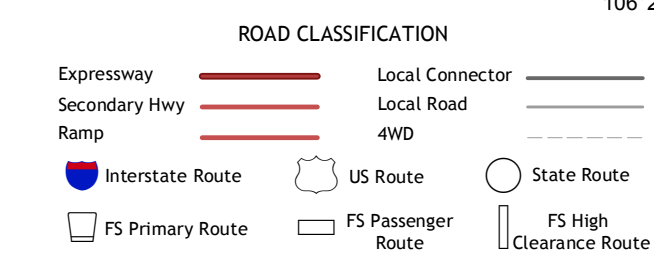 ROAD CLASSIFICATION
Expressway
Local Connector
Secondary Hwy
Local Road
Ramp
4WD
Interstate Route
US Route
State Route
FS Primary Route
FS Passenger
Route
FS High
Clearance Route